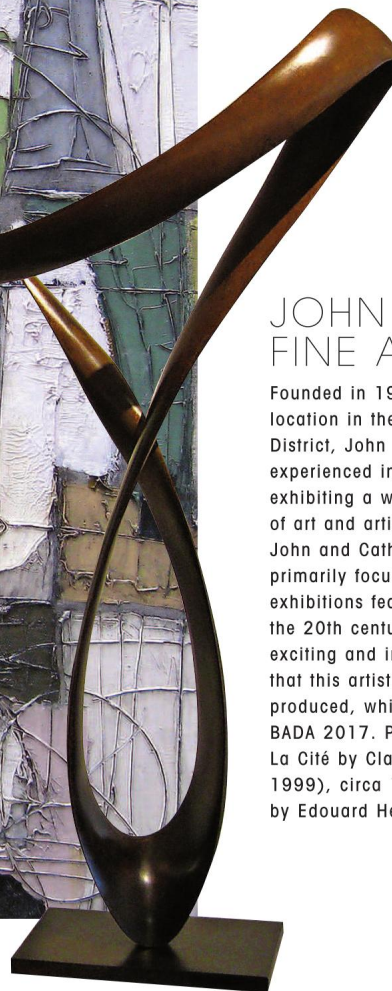 JOHN
FINE A
Founded in 19
location in the
District, John
experienced in
exhibiting a w
of art and arti
John and Cath
primarily focu
exhibitions fea
the 20th centu
exciting and i
that this artist
produced, whi
BADA 2017. P
La Cité by Cla
1999), circa
by Edouard He